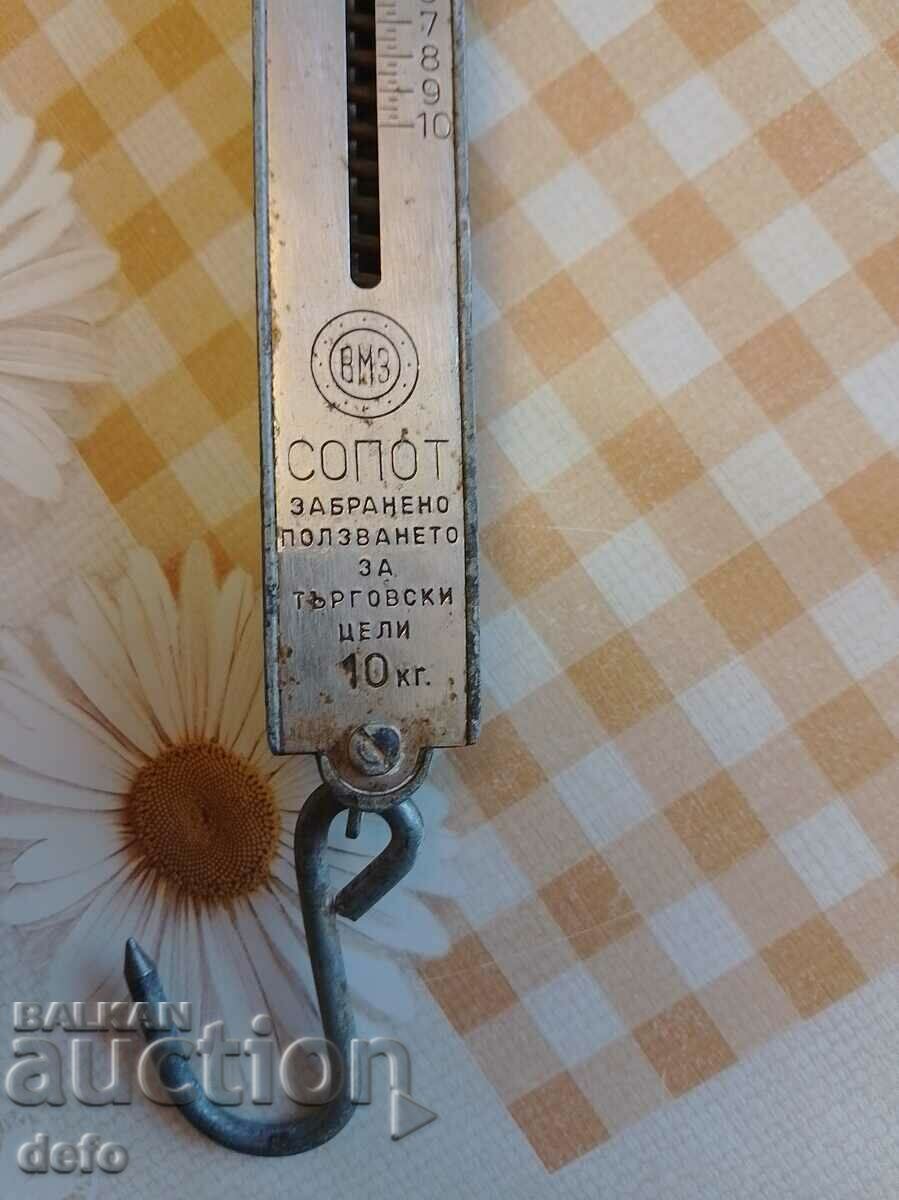 7
8
9
10
ВМЗ
СОПОТ
ЗАБРАНЕНО
ПОЛЗВАНЕТО
ЗА
ТЪРГОВСКИ
ЦЕЛИ
10 кг.
BALKAN
auction
defo